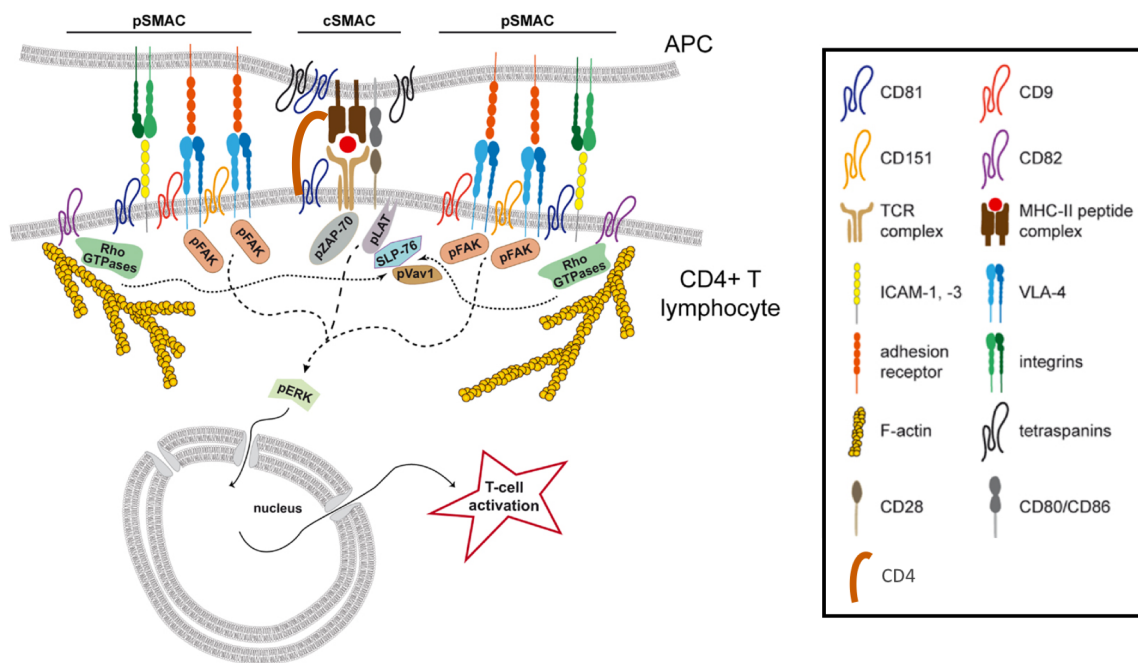 pSMAC
cSMAC
pSMAC
APC
pFAK
pFAK
pZAP-70
pLAT
SLP-76
pVav1
pFAK
pFAK
Rho
GTPases
Rho
GTPases
CD4+ T
lymphocyte
pERK
nucleus
T-cell
activation
CD81
CD9
CD151
CD82
TCR
complex
MHC-II peptide
complex
ICAM-1, -3
VLA-4
adhesion
receptor
integrins
F-actin
tetraspanins
CD28
CD80/CD86
CD4